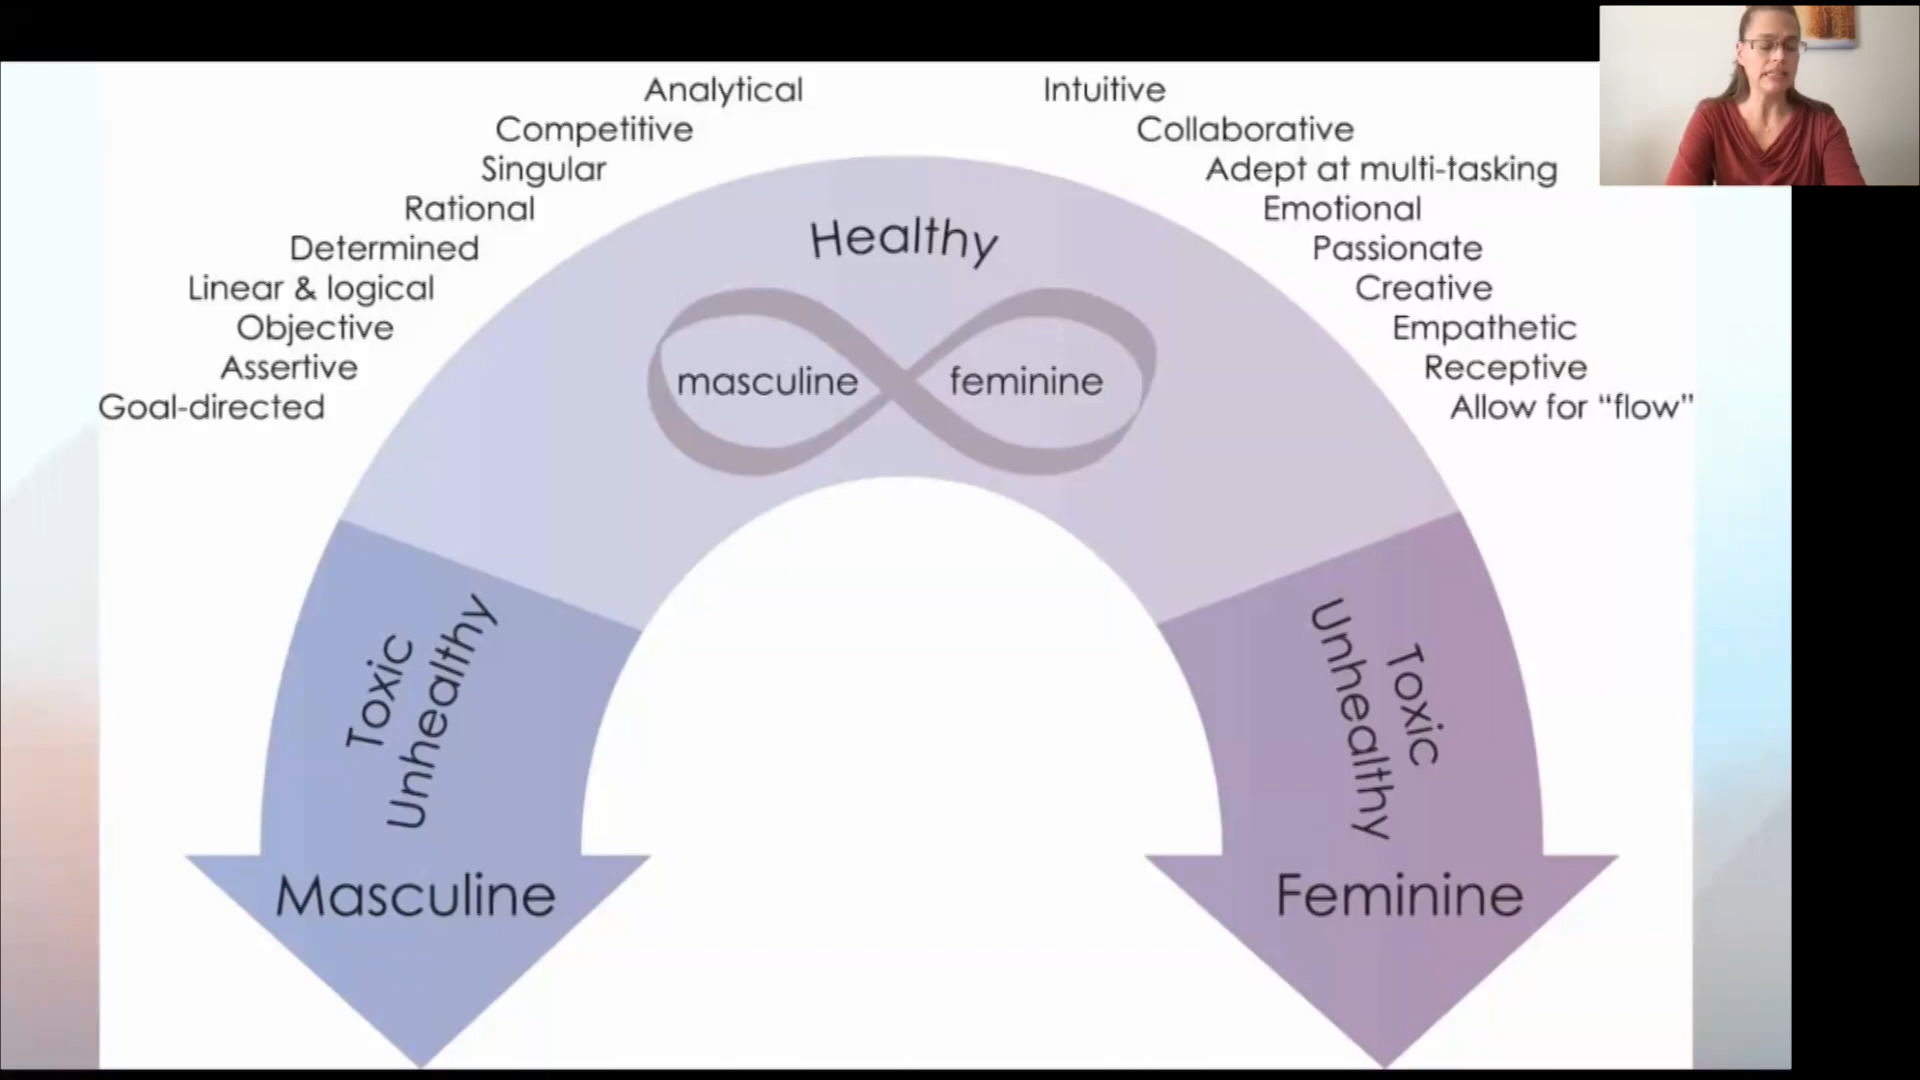 Analytical
Competitive
Singular
Rational
Determined
Linear & logical
Objective
Assertive
Goal-directed
Intuitive
Collaborative
Adept at multi-tasking
Emotional
Passionate
Creative
Empathetic
Receptive
Allow for “flow”
Healthy
masculine
feminine
Toxic
Unhealthy
Masculine
Toxic
Unhealthy
Feminine